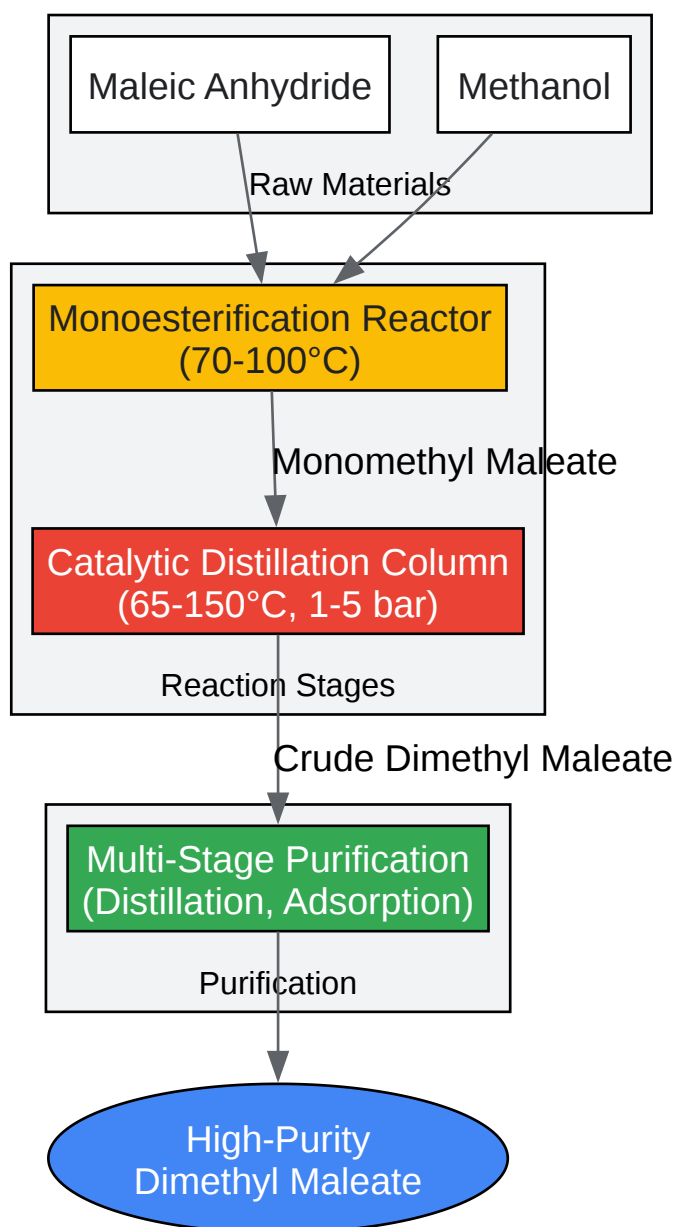 Maleic Anhydride
Methanol
Raw Materials
Monoesterification Reactor
(70-100°C)
Monomethyl Maleate
Catalytic Distillation Column
(65-150°C, 1-5 bar)
Reaction Stages
Crude Dimethyl Maleate
Multi-Stage Purification
(Distillation, Adsorption)
Purification
High-Purity
Dimethyl Maleate